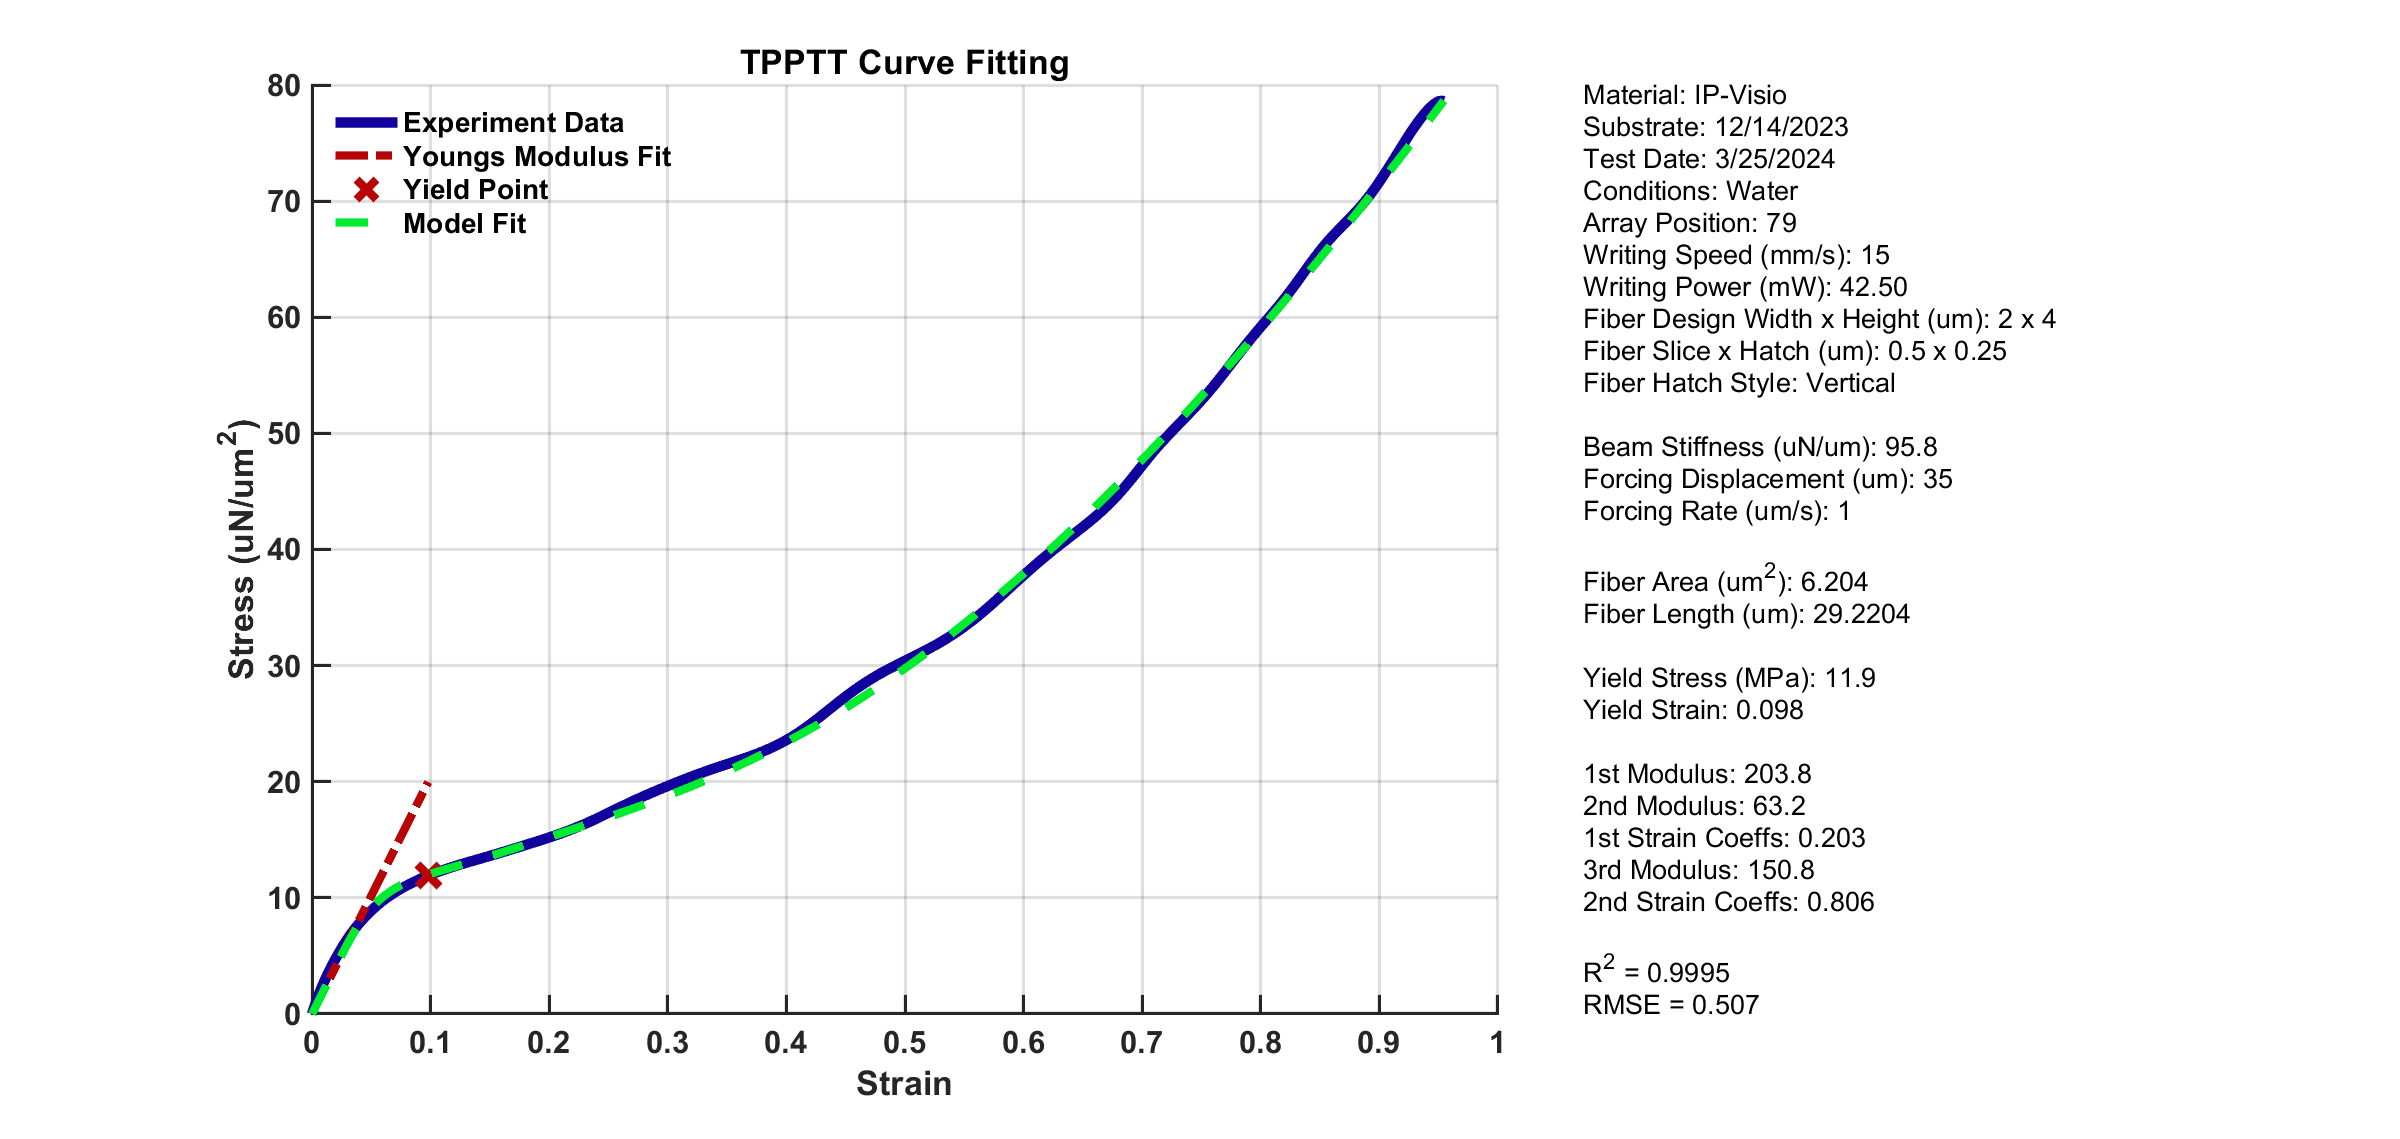 TPPTT Curve Fitting
80
70
60
50
40
30
20
10
0
Stress (uN/um²)
Experiment Data
Youngs Modulus Fit
Yield Point
Model Fit
0 0.1 0.2 0.3 0.4 0.5 0.6 0.7 0.8 0.9 1
Strain
Material: IP-Visio
Substrate: 12/14/2023
Test Date: 3/25/2024
Conditions: Water
Array Position: 79
Writing Speed (mm/s): 15
Writing Power (mW): 42.50
Fiber Design Width x Height (um): 2 x 4
Fiber Slice x Hatch (um): 0.5 x 0.25
Fiber Hatch Style: Vertical
Beam Stiffness (uN/um): 95.8
Forcing Displacement (um): 35
Forcing Rate (um/s): 1
Fiber Area (um²): 6.204
Fiber Length (um): 29.2204
Yield Stress (MPa): 11.9
Yield Strain: 0.098
1st Modulus: 203.8
2nd Modulus: 63.2
1st Strain Coeffs: 0.203
3rd Modulus: 150.8
2nd Strain Coeffs: 0.806
R² = 0.9995
RMSE = 0.507